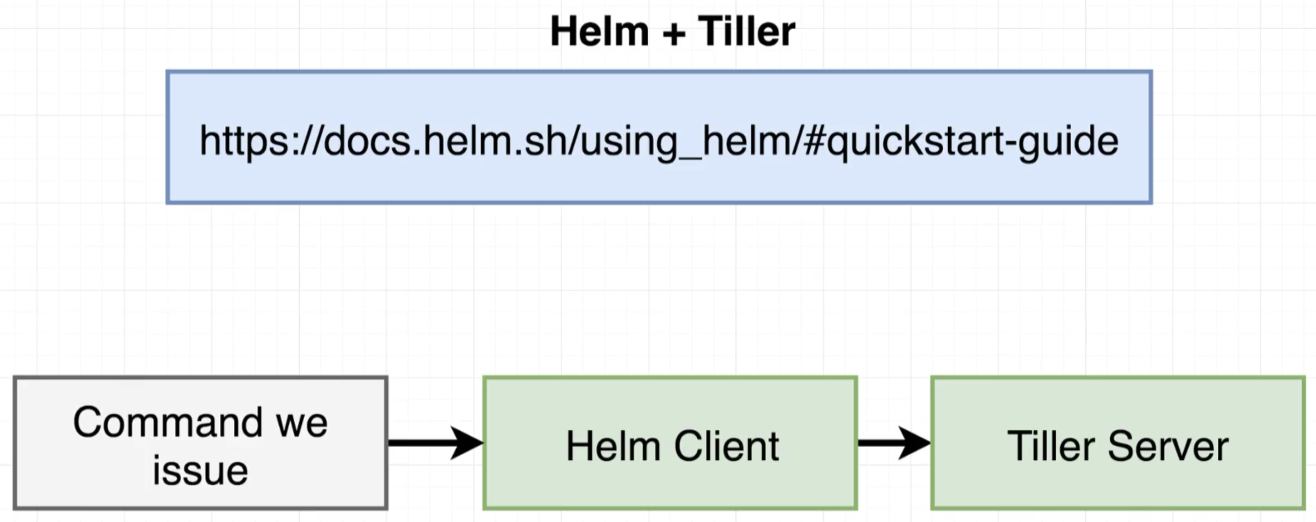 Helm + Tiller
https://docs.helm.sh/using_helm/#quickstart-guide
Command we
issue
Helm Client
Tiller Server